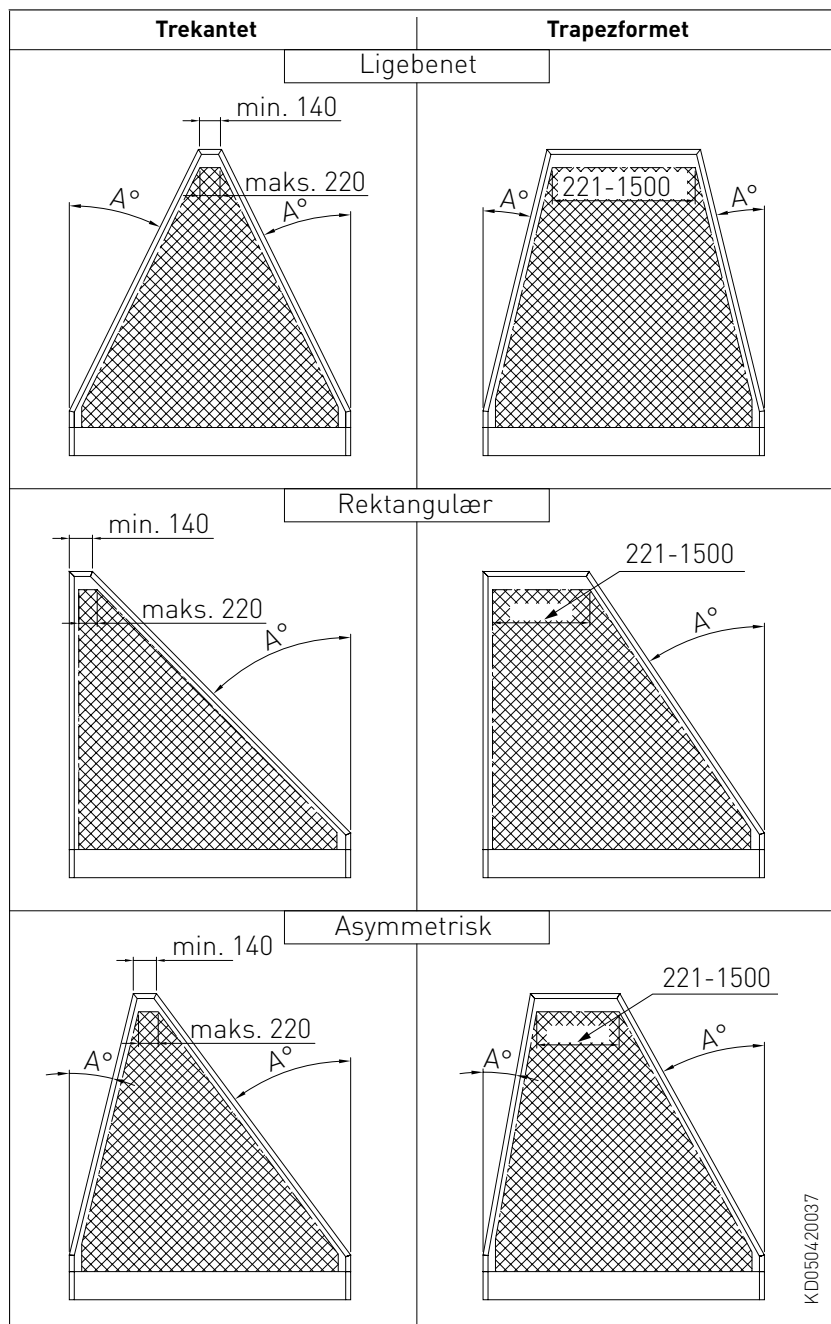 Trekantet
Trapezformet
Ligebenet
min. 140
maks. 220
A°
A°
221-1500
A°
A°
Rektangulær
min. 140
maks. 220
A°
221-1500
A°
Asymmetrisk
min. 140
maks. 220
A°
A°
221-1500
A°
A°
KD050420037